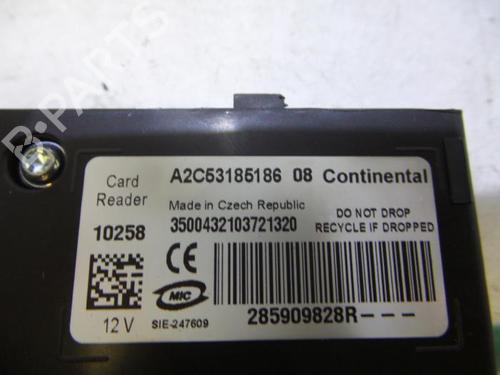 B-PARTS
Card Reader
A2C53185186 08 Continental
Made in Czech Republic
10258
3500432103721320
DO NOT DROP
RECYCLE IF DROPPED
CE
MIC
12 V
SIE-247609
285909828R---